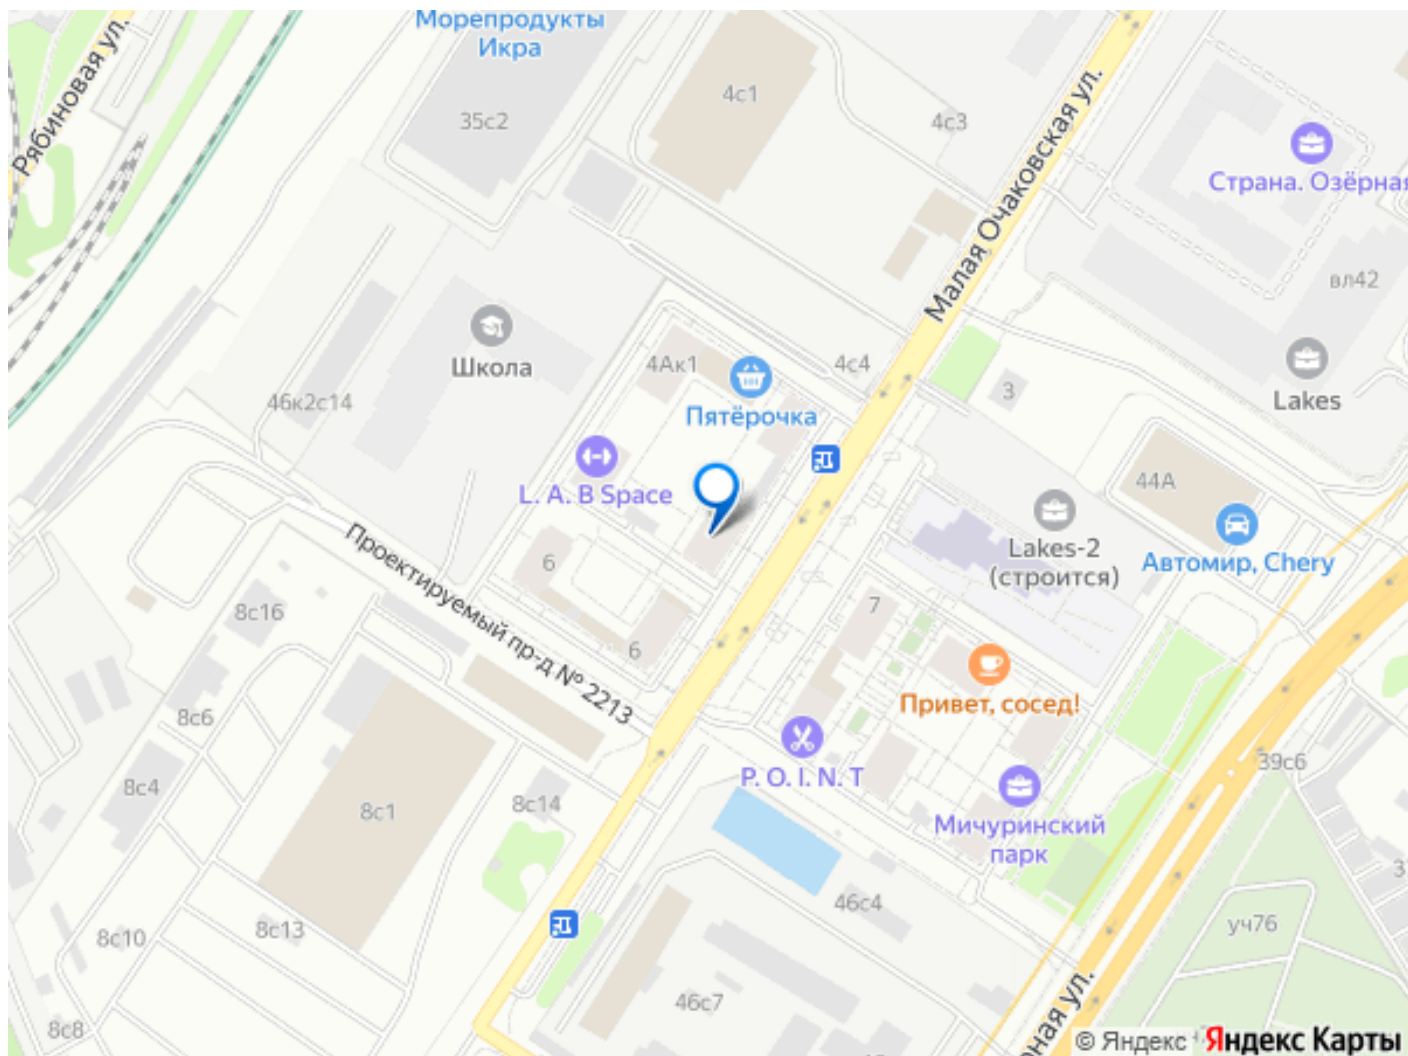 Морепродукты
Икра
Рябиновая ул.
35с2
4с1
4с3
Малая Очаковская ул.
Страна. Озёрная
вл42
Школа
4Ак1
4с4
Lakes
3
46к2с14
Пятёрочка
L. A. B Space
44А
Lakes-2
(строится)
Автомир, Chery
Проектируемый пр-д № 2213
6
7
8с16
6
Привет, сосед!
8с6
P. O. I. N. T
39с6
8с4
8с14
8с1
Мичуринский
парк
46с4
уч76
8с10
8с13
46с7
8с8
рная ул.
© Яндекс
Яндекс Карты